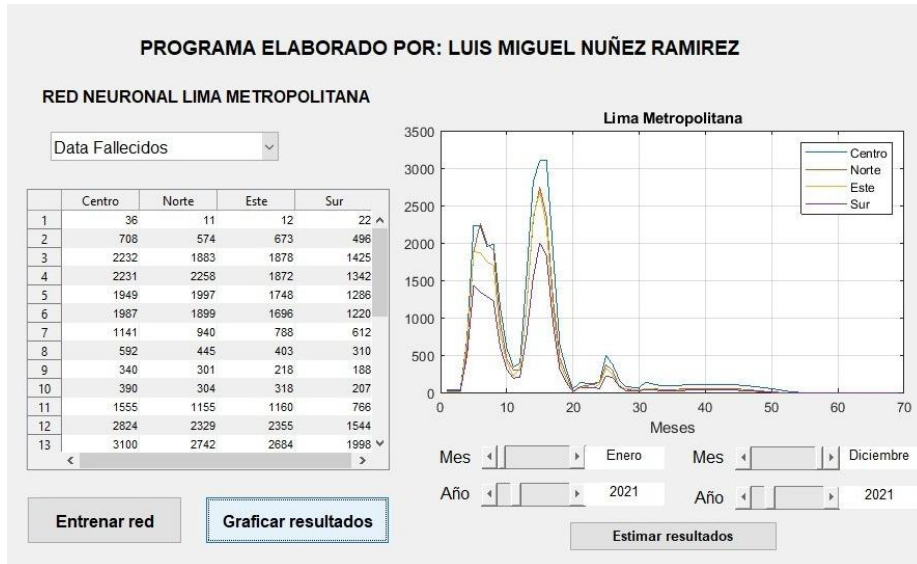 PROGRAMA ELABORADO POR: LUIS MIGUEL NUÑEZ RAMIREZ
RED NEURONAL LIMA METROPOLITANA
Data Fallecidos
Centro Norte Este Sur
1 36 11 12 22
2 708 574 673 496
3 2232 1883 1878 1425
4 2231 2258 1872 1342
5 1949 1997 1748 1286
6 1987 1899 1696 1220
7 1141 940 788 612
8 592 445 403 310
9 340 301 218 188
10 390 304 318 207
11 1555 1155 1160 766
12 2824 2329 2355 1544
13 3100 2742 2684 1998
Entrenar red
Graficar resultados
Lima Metropolitana
3500
3000
2500
2000
1500
1000
500
0
0 10 20 30 40 50 60 70
Meses
Centro
Norte
Este
Sur
Mes Enero
Mes Diciembre
Año 2021
Año 2021
Estimar resultados